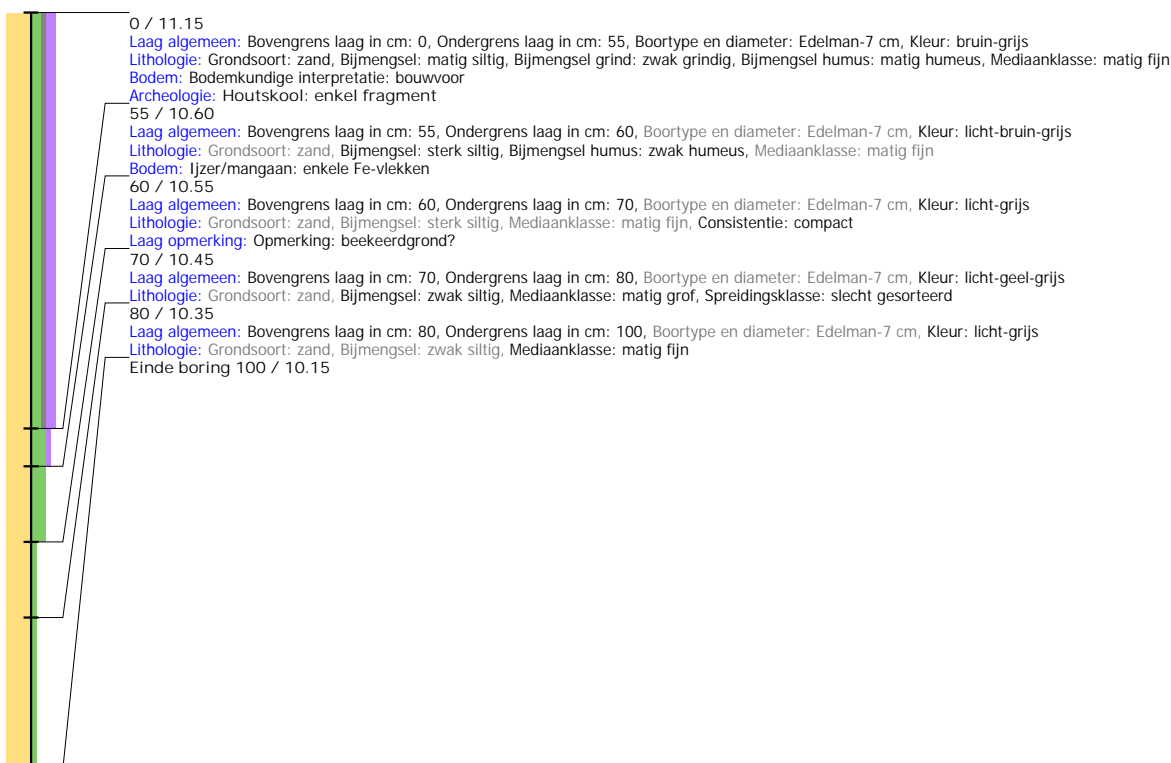 0 / 11.15
Laag algemeen: Bovengrens laag in cm: 0, Ondergrens laag in cm: 55, Boortype en diameter: Edelman-7 cm, Kleur: bruin-grijs
Lithologie: Grondsoort: zand, Bijmengsel: matig siltig, Bijmengsel grind: zwak grindig, Bijmengsel humus: matig humeus, Mediaanklasse: matig fijn
Bodem: Bodemkundige interpretatie: bouwvoor
Archeologie: Houtskool: enkel fragment
55 / 10.60
Laag algemeen: Bovengrens laag in cm: 55, Ondergrens laag in cm: 60, Boortype en diameter: Edelman-7 cm, Kleur: licht-bruin-grijs
Lithologie: Grondsoort: zand, Bijmengsel: sterk siltig, Bijmengsel humus: zwak humeus, Mediaanklasse: matig fijn
Bodem: Ijzer/mangaan: enkele Fe-vlekken
60 / 10.55
Laag algemeen: Bovengrens laag in cm: 60, Ondergrens laag in cm: 70, Boortype en diameter: Edelman-7 cm, Kleur: licht-grijs
Lithologie: Grondsoort: zand, Bijmengsel: sterk siltig, Mediaanklasse: matig fijn, Consistentie: compact
Laag opmerking: Opmerking: beekeerdgrond?
70 / 10.45
Laag algemeen: Bovengrens laag in cm: 70, Ondergrens laag in cm: 80, Boortype en diameter: Edelman-7 cm, Kleur: licht-geel-grijs
Lithologie: Grondsoort: zand, Bijmengsel: zwak siltig, Mediaanklasse: matig grof, Spreidingsklasse: slecht gesorteerd
80 / 10.35
Laag algemeen: Bovengrens laag in cm: 80, Ondergrens laag in cm: 100, Boortype en diameter: Edelman-7 cm, Kleur: licht-grijs
Lithologie: Grondsoort: zand, Bijmengsel: zwak siltig, Mediaanklasse: matig fijn
Einde boring 100 / 10.15